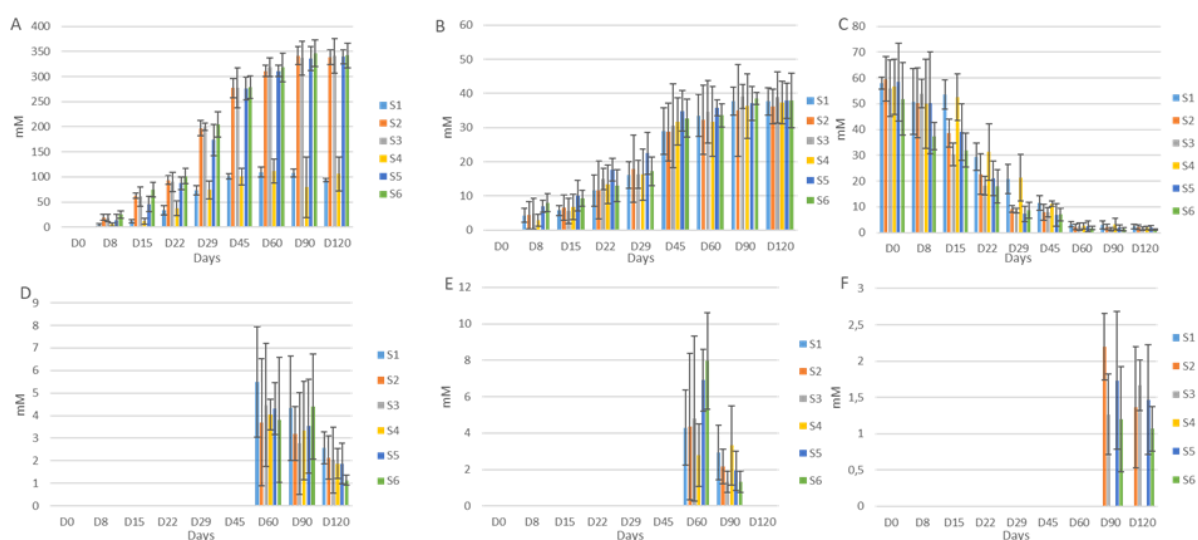 A
400
350
300
250
200
150
100
50
0
mM
D0 D8 D15 D22 D29 D45 D60 D90 D120
Days
S1
S2
S3
S4
S5
S6
B
60
50
40
30
20
10
0
mM
D0 D8 D15 D22 D29 D45 D60 D90 D120
Days
S1
S2
S3
S4
S5
S6
C
80
70
60
50
40
30
20
10
0
mM
D0 D8 D15 D22 D29 D45 D60 D90 D120
Days
S1
S2
S3
S4
S5
S6
D
9
8
7
6
5
4
3
2
1
0
mM
D0 D8 D15 D22 D29 D45 D60 D90 D120
Days
S1
S2
S3
S4
S5
S6
E
12
10
8
6
4
2
0
mM
D0 D8 D15 D22 D29 D45 D60 D90 D120
Days
S1
S2
S3
S4
S5
S6
F
3
2,5
2
1,5
1
0,5
0
mM
D0 D8 D15 D22 D29 D45 D60 D90 D120
Days
S1
S2
S3
S4
S5
S6